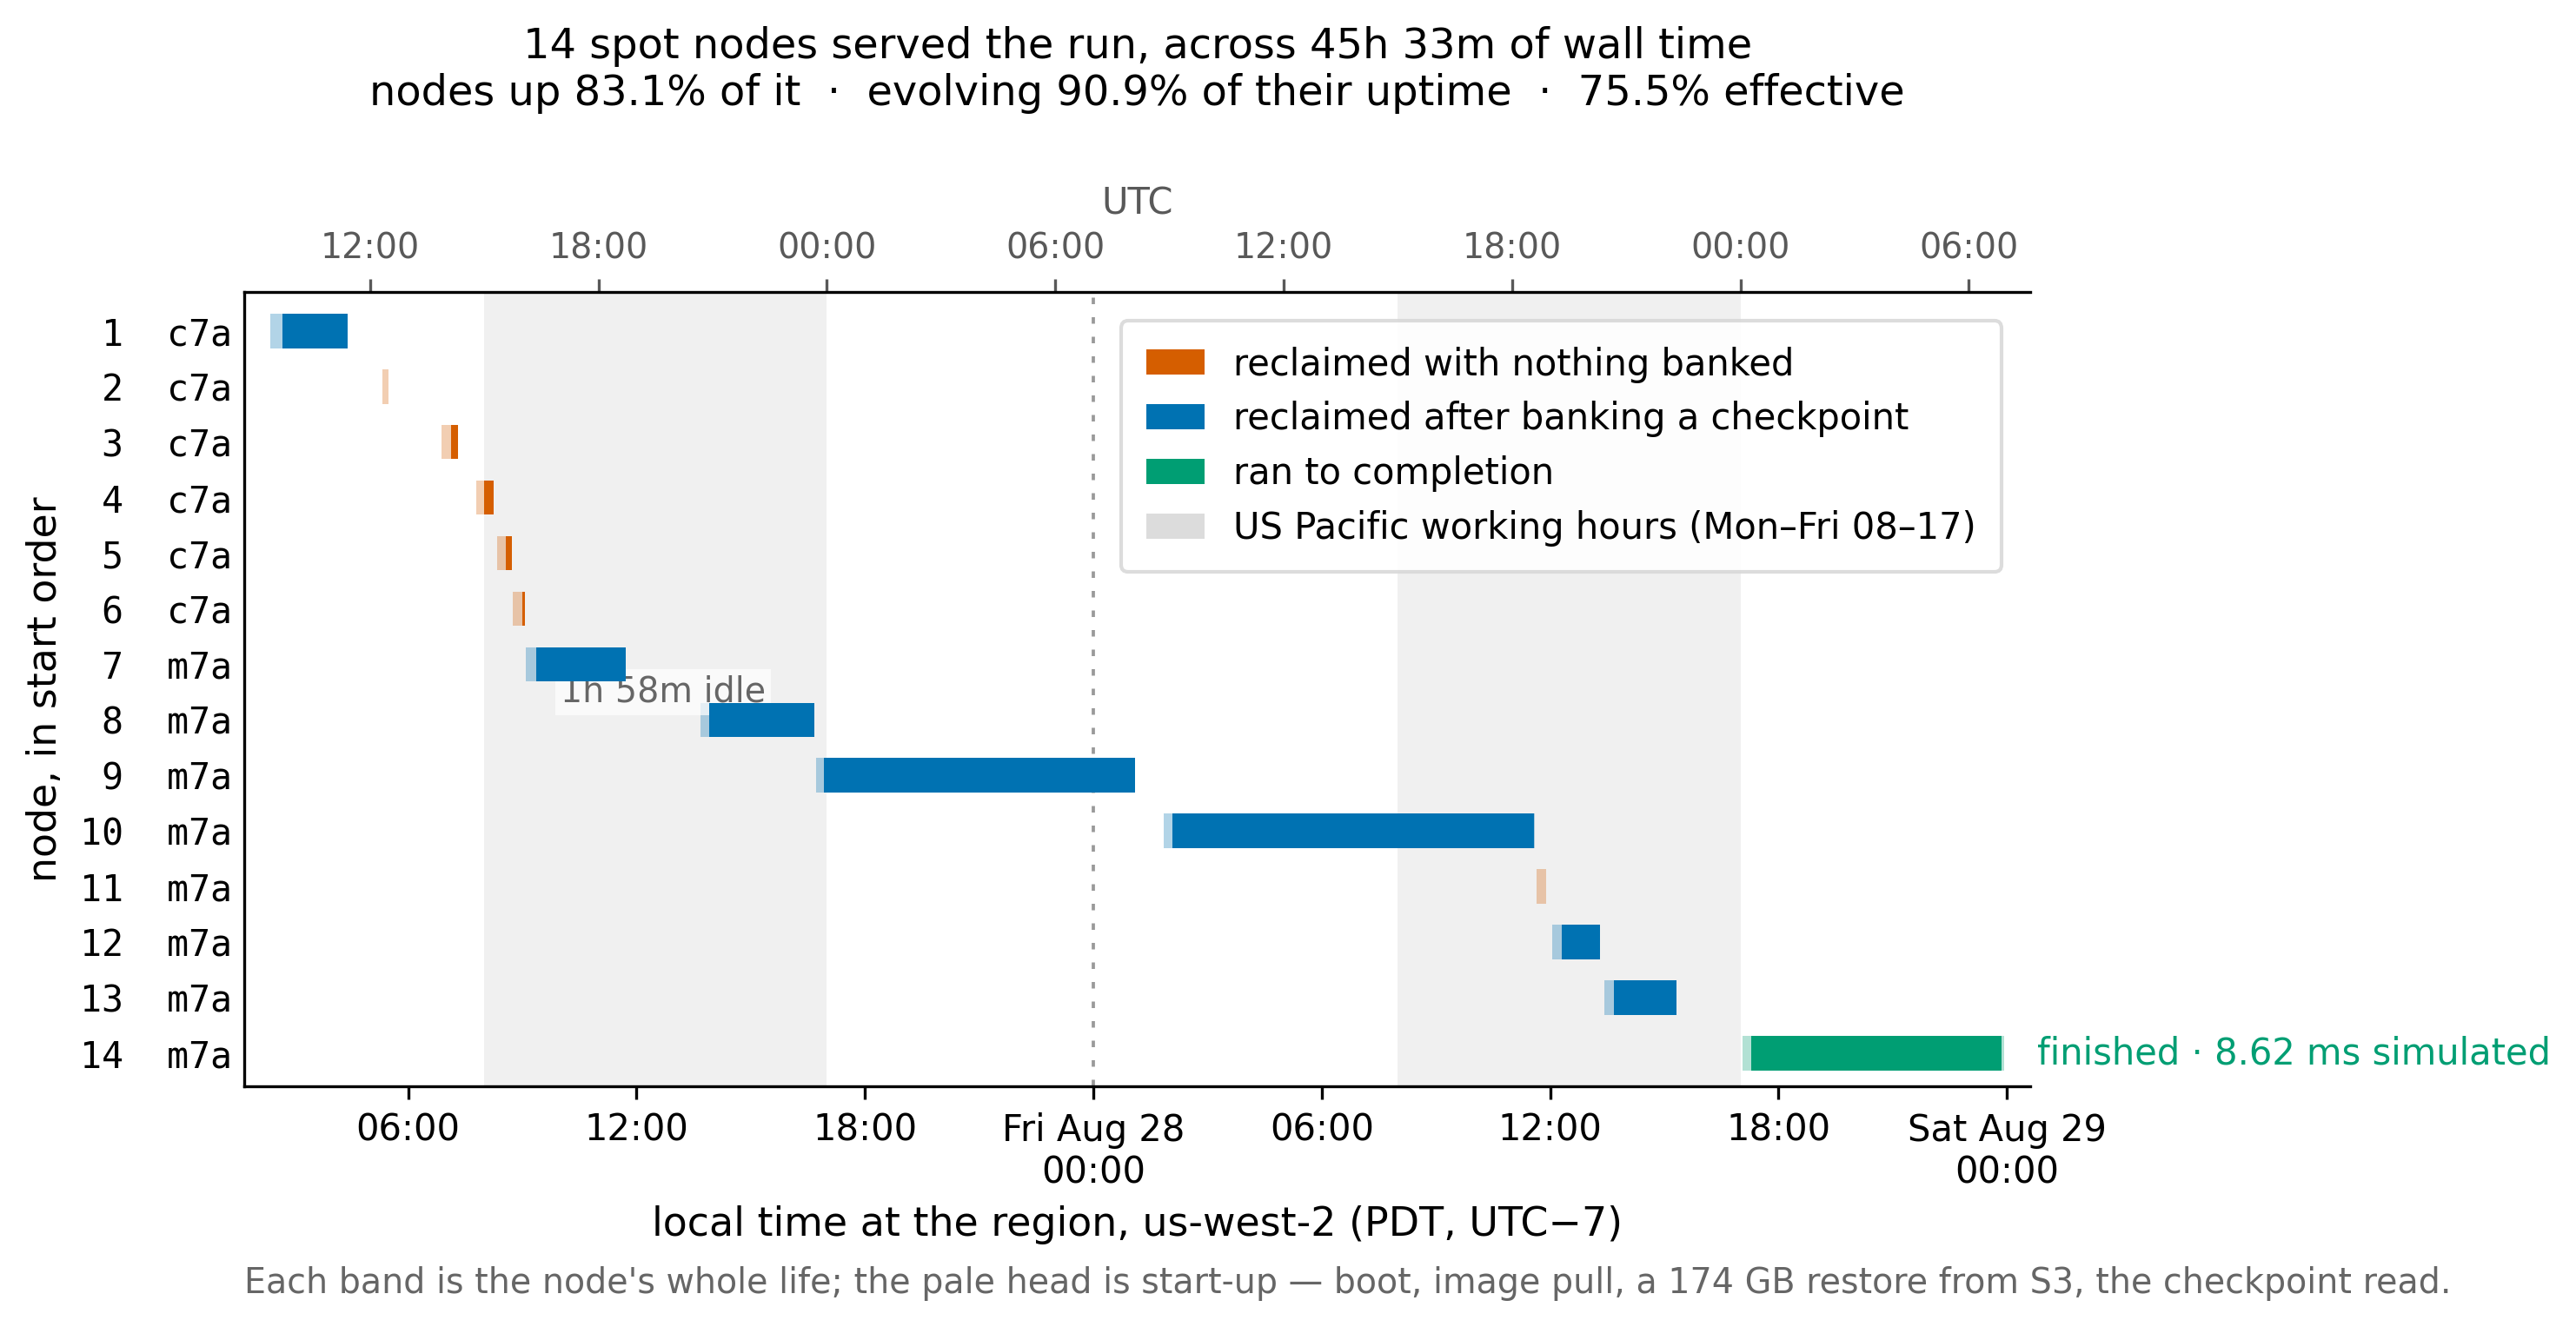 14 spot nodes served the run, across 45h 33m of wall time
nodes up 83.1% of it · evolving 90.9% of their uptime · 75.5% effective
UTC
12:00 18:00 00:00 06:00 12:00 18:00 00:00 06:00
node, in start order
1 c7a
2 c7a
3 c7a
4 c7a
5 c7a
6 c7a
7 m7a
8 m7a
9 m7a
10 m7a
11 m7a
12 m7a
13 m7a
14 m7a
reclaimed with nothing banked
reclaimed after banking a checkpoint
ran to completion
US Pacific working hours (Mon–Fri 08–17)
1h 58m idle
finished · 8.62 ms simulated
06:00 12:00 18:00 Fri Aug 28 06:00 12:00 18:00 Sat Aug 29
00:00 00:00
local time at the region, us-west-2 (PDT, UTC−7)
Each band is the node's whole life; the pale head is start-up — boot, image pull, a 174 GB restore from S3, the checkpoint read.